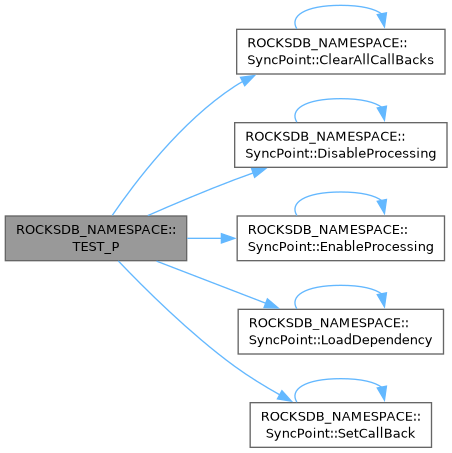 ROCKSDB_NAMESPACE::
TEST_P
ROCKSDB_NAMESPACE::
SyncPoint::ClearAllCallBacks
ROCKSDB_NAMESPACE::
SyncPoint::DisableProcessing
ROCKSDB_NAMESPACE::
SyncPoint::EnableProcessing
ROCKSDB_NAMESPACE::
SyncPoint::LoadDependency
ROCKSDB_NAMESPACE::
SyncPoint::SetCallBack